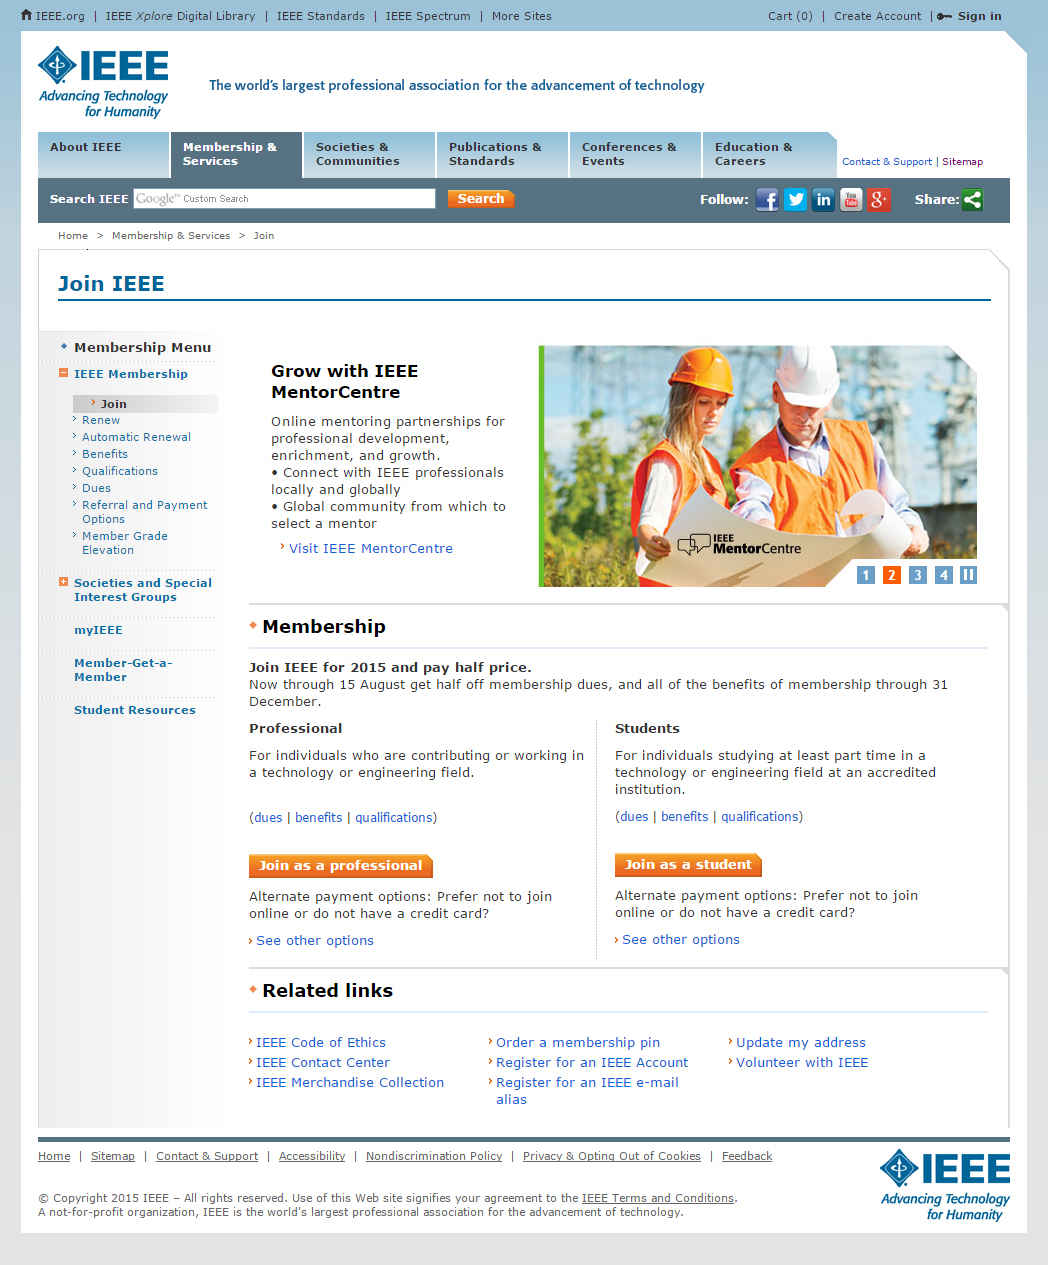 IEEE.org | IEEE Xplore Digital Library | IEEE Standards | IEEE Spectrum | More Sites
Cart (0) | Create Account | Sign in
IEEE
Advancing Technology
for Humanity
The world's largest professional association for the advancement of technology
About IEEE
Membership &
Services
Societies &
Communities
Publications &
Standards
Conferences &
Events
Education &
Careers
Contact & Support | Sitemap
Search IEEE
Google™ Custom Search
Search
Follow:
You
Tube
Share:
Home > Membership & Services > Join
Join IEEE
Membership Menu
IEEE Membership
Join
Renew
Automatic Renewal
Benefits
Qualifications
Dues
Referral and Payment
Options
Member Grade
Elevation
Societies and Special
Interest Groups
myIEEE
Member-Get-a-
Member
Student Resources
Grow with IEEE
MentorCentre
Online mentoring partnerships for
professional development,
enrichment, and growth.
• Connect with IEEE professionals
locally and globally
• Global community from which to
select a mentor
Visit IEEE MentorCentre
IEEE
MentorCentre
1 2 3 4
Membership
Join IEEE for 2015 and pay half price.
Now through 15 August get half off membership dues, and all of the benefits of membership through 31
December.
Professional
For individuals who are contributing or working in
a technology or engineering field.
(dues | benefits | qualifications)
Join as a professional
Alternate payment options: Prefer not to join
online or do not have a credit card?
See other options
Students
For individuals studying at least part time in a
technology or engineering field at an accredited
institution.
(dues | benefits | qualifications)
Join as a student
Alternate payment options: Prefer not to join
online or do not have a credit card?
See other options
Related links
IEEE Code of Ethics
IEEE Contact Center
IEEE Merchandise Collection
Order a membership pin
Register for an IEEE Account
Register for an IEEE e-mail
alias
Update my address
Volunteer with IEEE
Home | Sitemap | Contact & Support | Accessibility | Nondiscrimination Policy | Privacy & Opting Out of Cookies | Feedback
© Copyright 2015 IEEE – All rights reserved. Use of this Web site signifies your agreement to the IEEE Terms and Conditions.
A not-for-profit organization, IEEE is the world's largest professional association for the advancement of technology.
IEEE
Advancing Technology
for Humanity